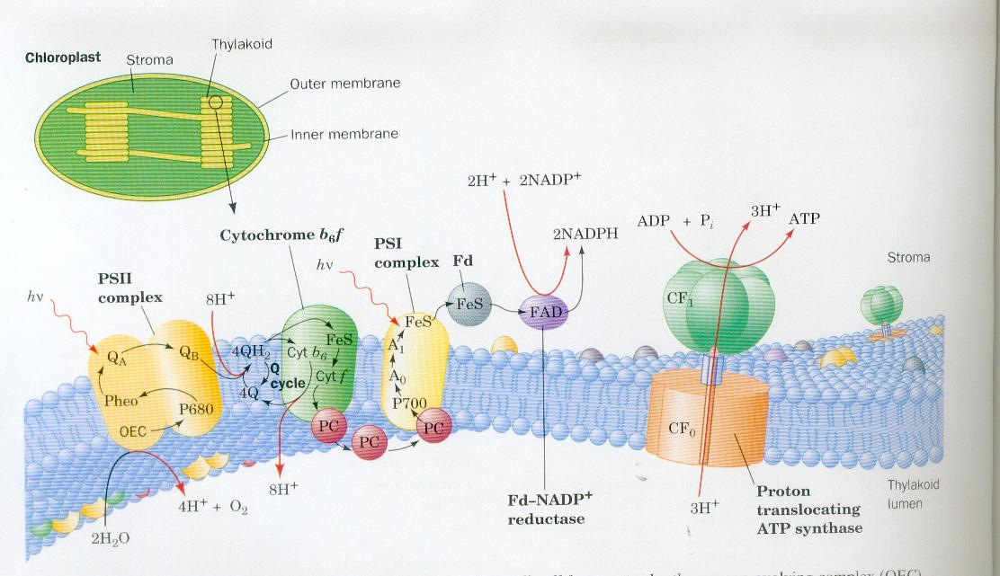 Thylakoid
Chloroplast
Stroma
Outer membrane
Inner membrane
2H⁺ + 2NADP⁺
ADP + Pᵢ
3H⁺
ATP
Cytochrome b₆f
2NADPH
PSI
complex
Fd
Stroma
hν
PSII
complex
hν
8H⁺
CF₁
FeS
FeS
FAD
Q_A
Q_B
4QH₂
Cyt b₆
FeS
A₁
Q
cycle
Cyt f
A₀
4Q
Pheo
P680
P700
OEC
PC
PC
PC
CF₀
8H⁺
4H⁺ + O₂
2H₂O
Fd–NADP⁺
reductase
3H⁺
Proton
translocating
ATP synthase
Thylakoid
lumen
evolving complex (OEC)